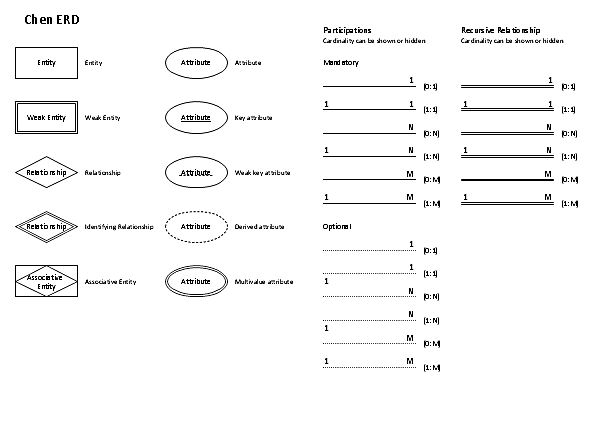 Chen ERD
Participations
Cardinality can be shown or hidden
Recursive Relationship
Cardinality can be shown or hidden
Entity
Entity
Attribute
Attribute
Weak Entity
Weak Entity
Attribute
Key attribute
Relationship
Relationship
Attribute
Weak key attribute
Relationship
Identifying Relationship
Attribute
Derived attribute
Associative
Entity
Associative Entity
Attribute
Multivalue attribute
Mandatory
1 (0:1)
1 1 (1:1)
N (0:N)
1 N (1:N)
M (0:M)
1 M (1:M)
1 (0:1)
1 1 (1:1)
N (0:N)
1 N (1:N)
M (0:M)
1 M (1:M)
Optional
1 (0:1)
1 (1:1)
1
N (0:N)
N (1:N)
1
M (0:M)
1 M (1:M)